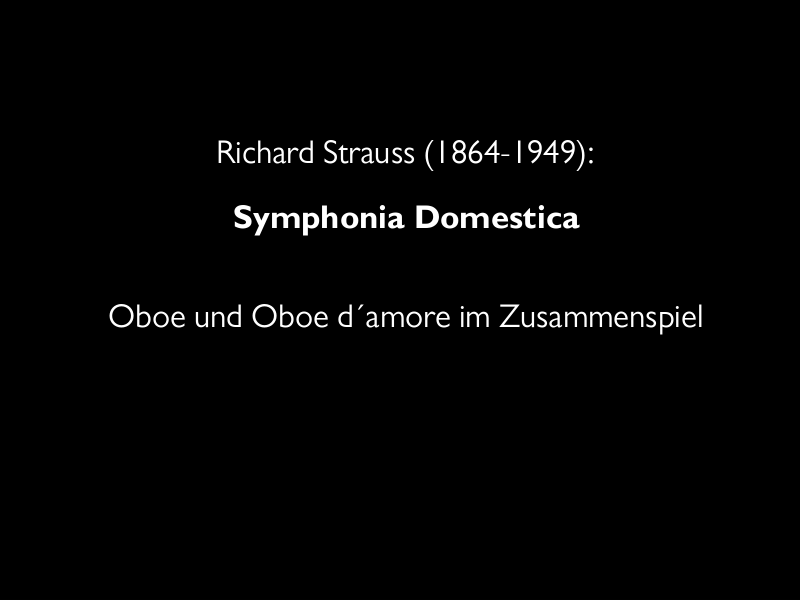 Richard Strauss (1864-1949):
Symphonia Domestica
Oboe und Oboe d´amore im Zusammenspiel